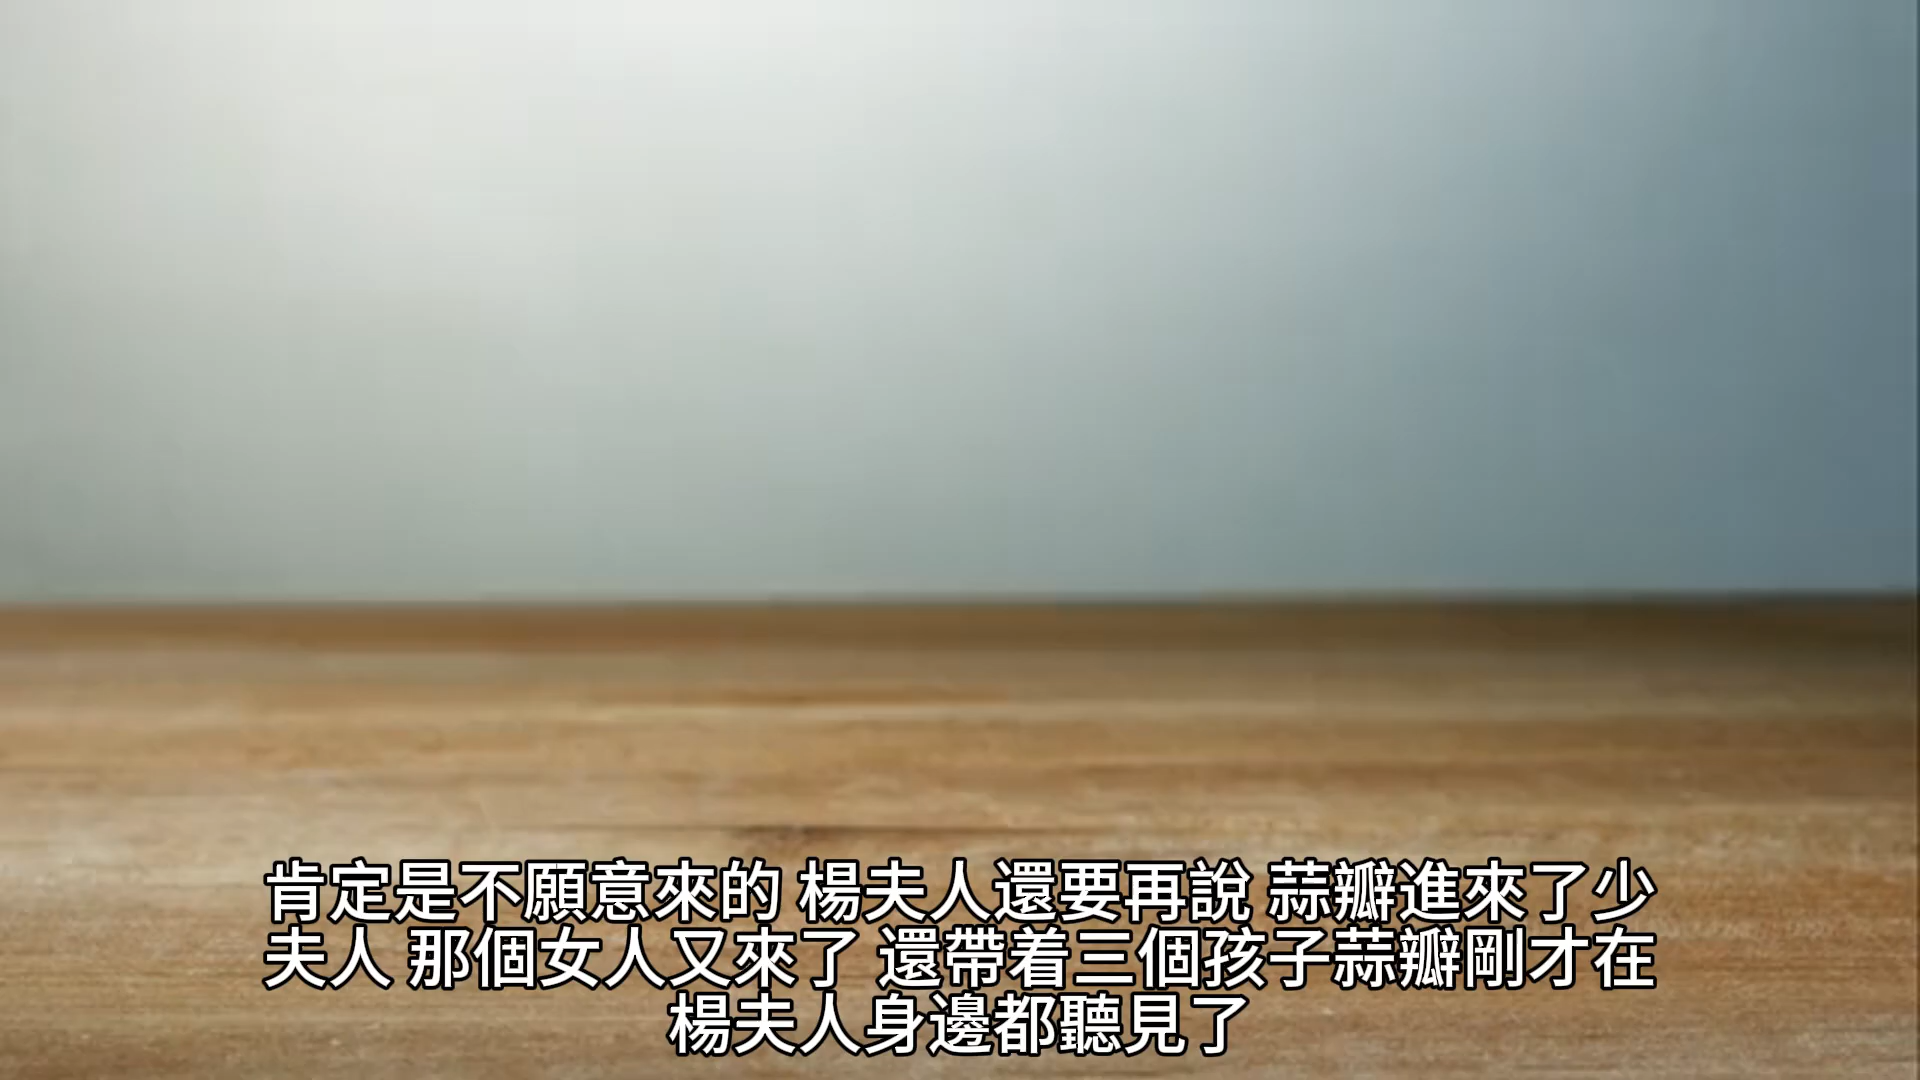 肯定是不願意來的 楊夫人還要再說 蒜瓣進來了少
夫人 那個女人又來了 還帶着三個孩子蒜瓣剛才在
楊夫人身邊都聽見了